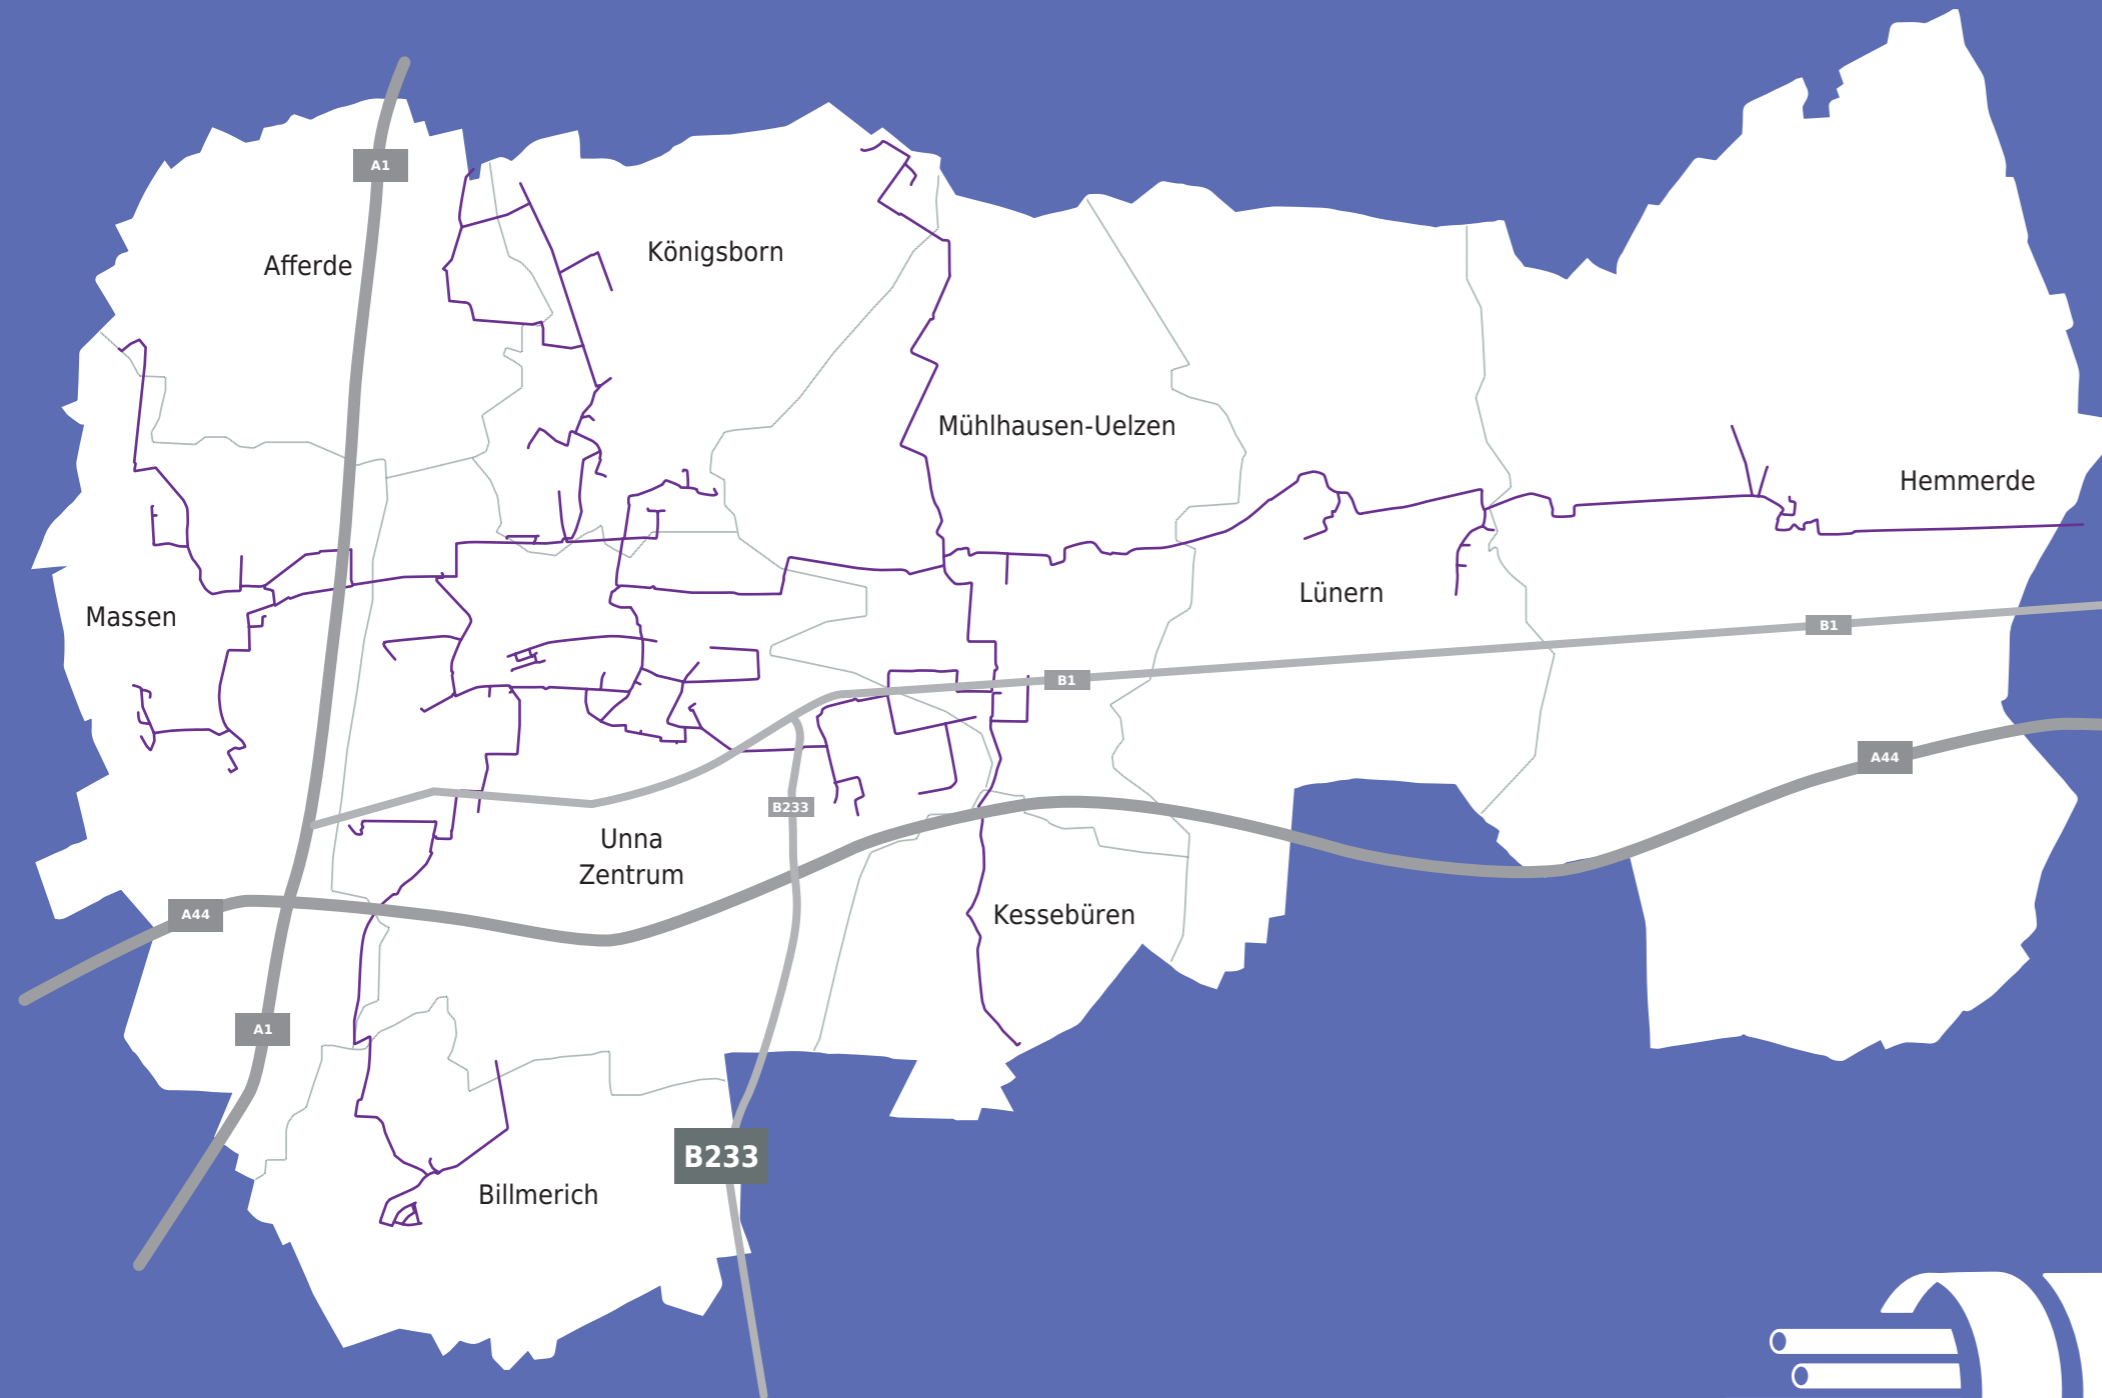 A1
Afferde
Königsborn
Mühlhausen-Uelzen
Hemmerde
Massen
Lünern
B1
B1
A44
B233
Unna
Zentrum
A44
Kessebüren
A1
B233
Billmerich